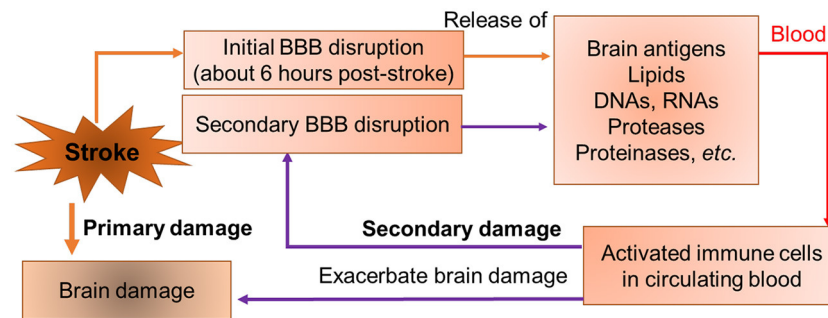 Release of
Initial BBB disruption
(about 6 hours post-stroke)
Brain antigens
Lipids
DNAs, RNAs
Proteases
Proteinases, etc.
Blood
Secondary BBB disruption
Stroke
Primary damage
Secondary damage
Activated immune cells
in circulating blood
Exacerbate brain damage
Brain damage